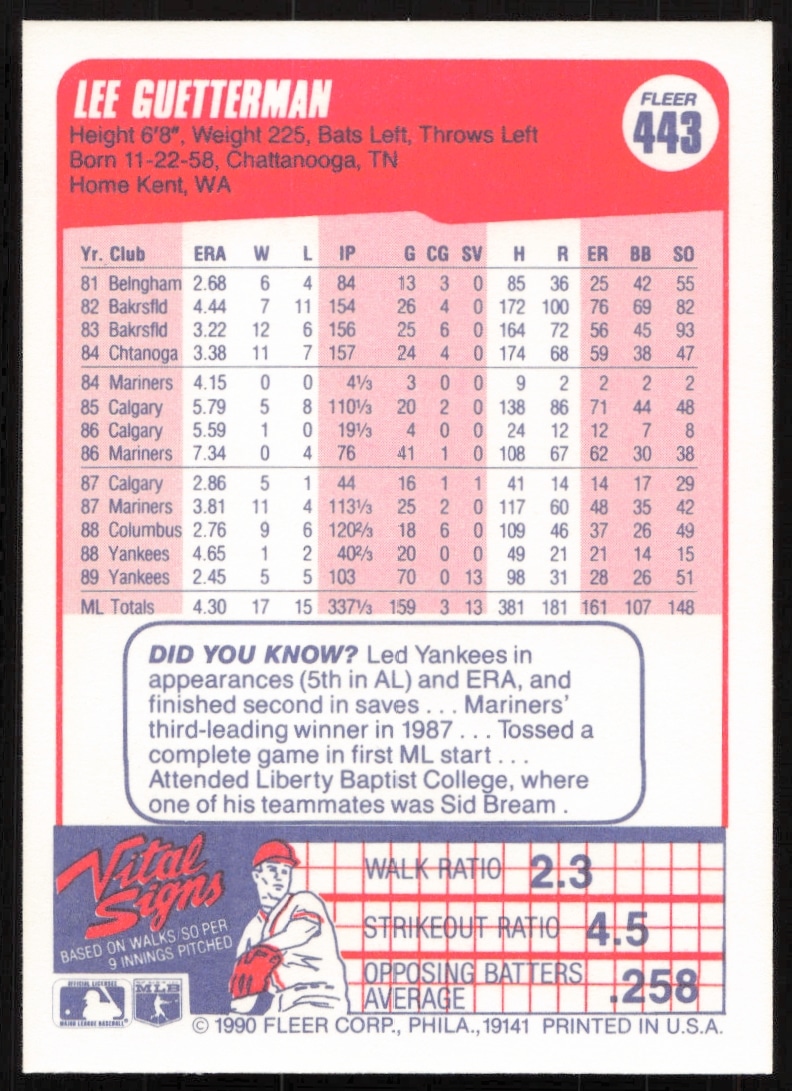 LEE GUETTERMAN
FLEER
443
Height 6'8", Weight 225, Bats Left, Throws Left
Born 11-22-58, Chattanooga, TN
Home Kent, WA
Yr. Club ERA W L IP G CG SV H R ER BB SO
81 Belngham 2.68 6 4 84 13 3 0 85 36 25 42 55
82 Bakrsfld 4.44 7 11 154 26 4 0 172 100 76 69 82
83 Bakrsfld 3.22 12 6 156 25 6 0 164 72 56 45 93
84 Chtanoga 3.38 11 7 157 24 4 0 174 68 59 38 47
84 Mariners 4.15 0 0 4⅓ 3 0 0 9 2 2 2 2
85 Calgary 5.79 5 8 110⅓ 20 2 0 138 86 71 44 48
86 Calgary 5.59 1 0 19⅓ 4 0 0 24 12 12 7 8
86 Mariners 7.34 0 4 76 41 1 0 108 67 62 30 38
87 Calgary 2.86 5 1 44 16 1 1 41 14 14 17 29
87 Mariners 3.81 11 4 113⅓ 25 2 0 117 60 48 35 42
88 Columbus 2.76 9 6 120⅔ 18 6 0 109 46 37 26 49
88 Yankees 4.65 1 2 40⅔ 20 0 0 49 21 21 14 15
89 Yankees 2.45 5 5 103 70 0 13 98 31 28 26 51
ML Totals 4.30 17 15 337⅓ 159 3 13 381 181 161 107 148
DID YOU KNOW? Led Yankees in
appearances (5th in AL) and ERA, and
finished second in saves . . . Mariners'
third-leading winner in 1987 . . . Tossed a
complete game in first ML start . . .
Attended Liberty Baptist College, where
one of his teammates was Sid Bream .
Vital
Signs
BASED ON WALKS/SO PER
9 INNINGS PITCHED
WALK RATIO 2.3
STRIKEOUT RATIO 4.5
OPPOSING BATTERS
AVERAGE .258
OFFICIAL LICENSEE
MAJOR LEAGUE BASEBALL
MLB
© 1990 FLEER CORP., PHILA., 19141 PRINTED IN U.S.A.